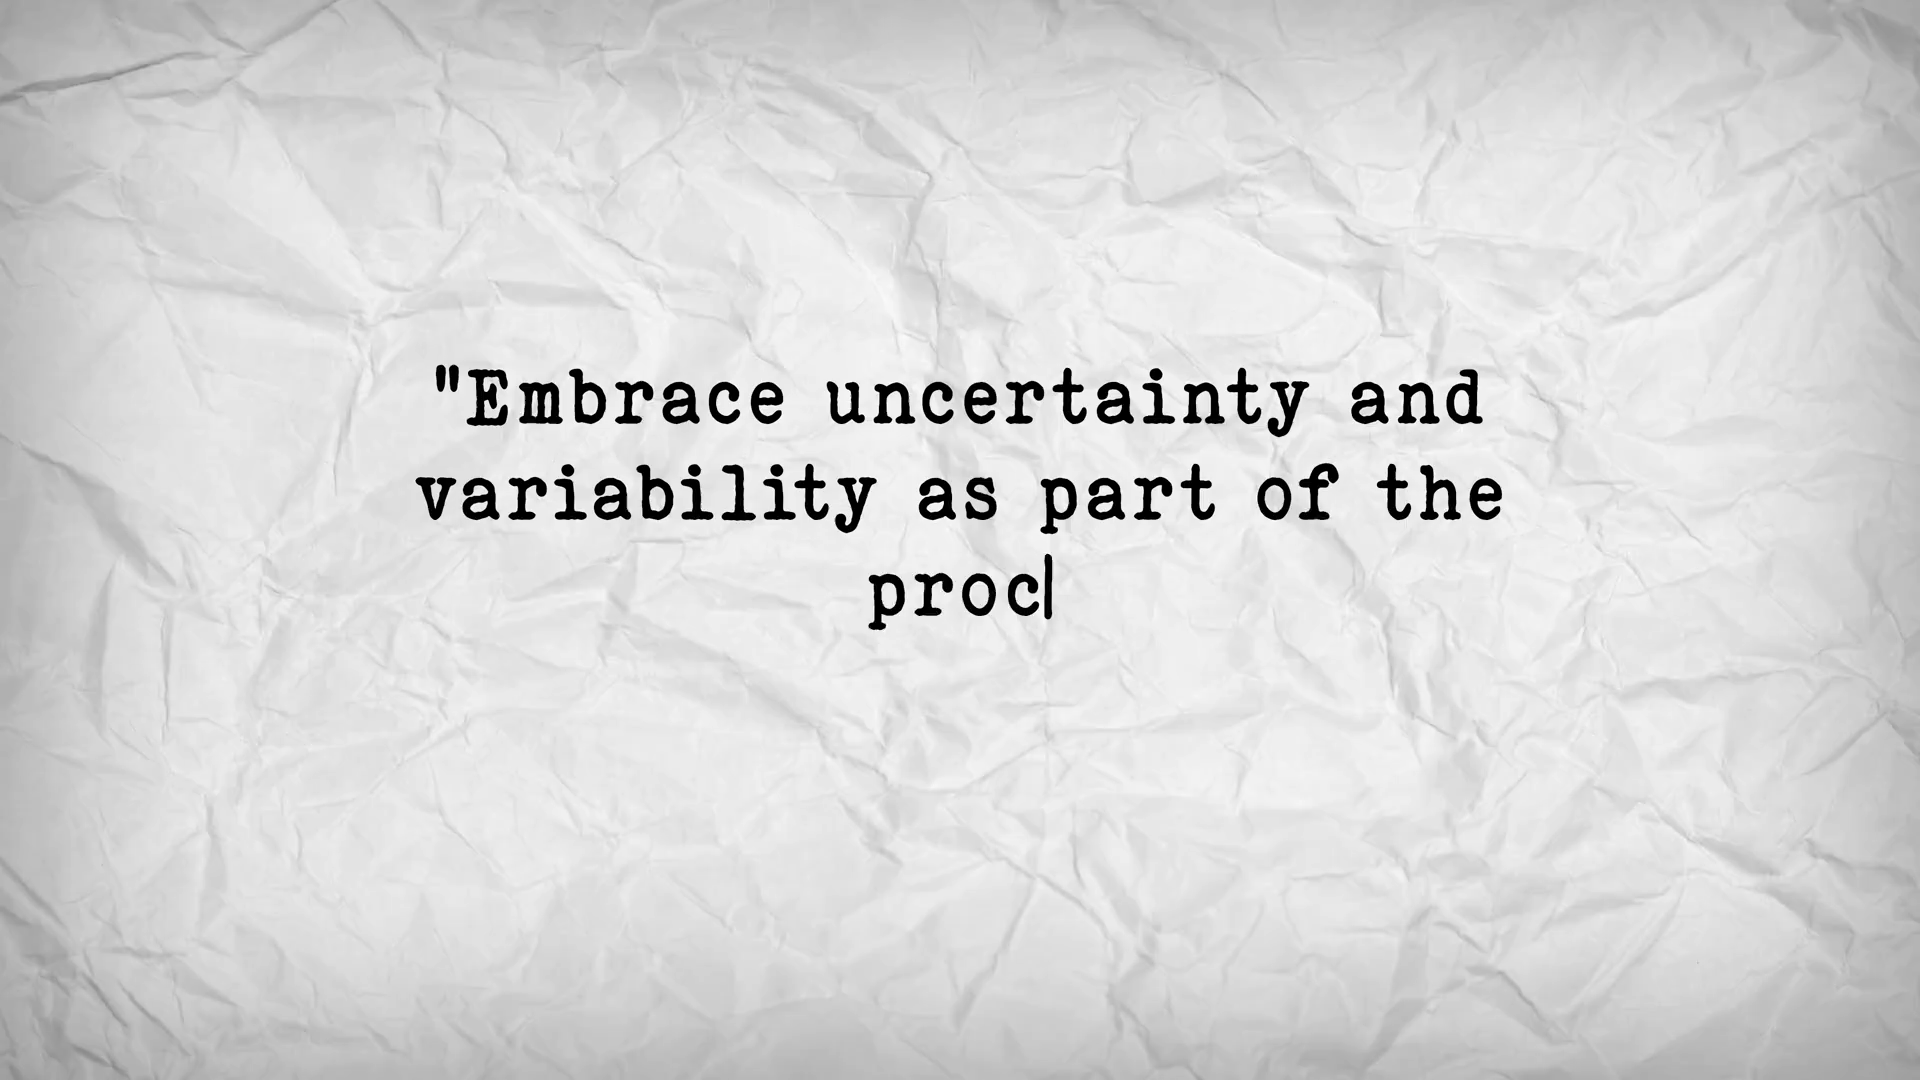 "Embrace uncertainty and
variability as part of the
proc